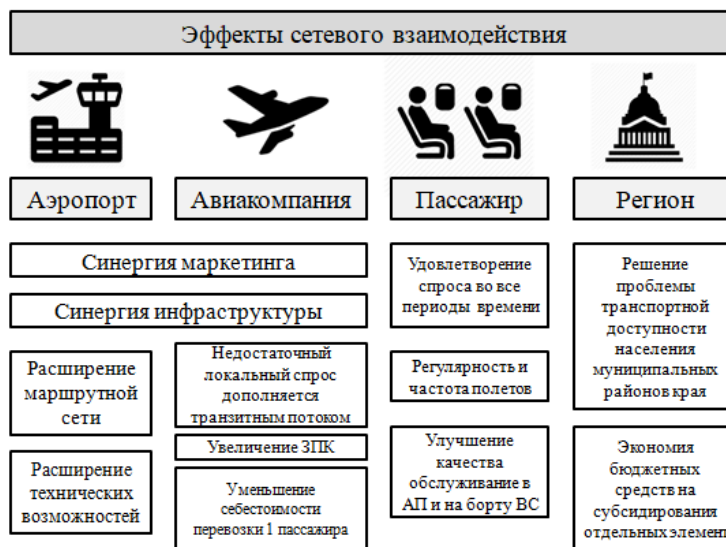 Эффекты сетевого взаимодействия
Аэропорт
Авиакомпания
Пассажир
Регион
Синергия маркетинга
Синергия инфраструктуры
Расширение
маршрутной
сети
Расширение
технических
возможностей
Недостаточный
локальный спрос
дополняется
транзитным потоком
Увеличение ЗПК
Уменьшение
себестоимости
перевозки 1 пассажира
Удовлетворение
спроса во все
периоды времени
Регулярность и
частота полетов
Улучшение
качества
обслуживание в
АП и на борту ВС
Решение
проблемы
транспортной
доступности
населения
муниципальных
районов края
Экономия
бюджетных
средств на
субсидирования
отдельных элемент